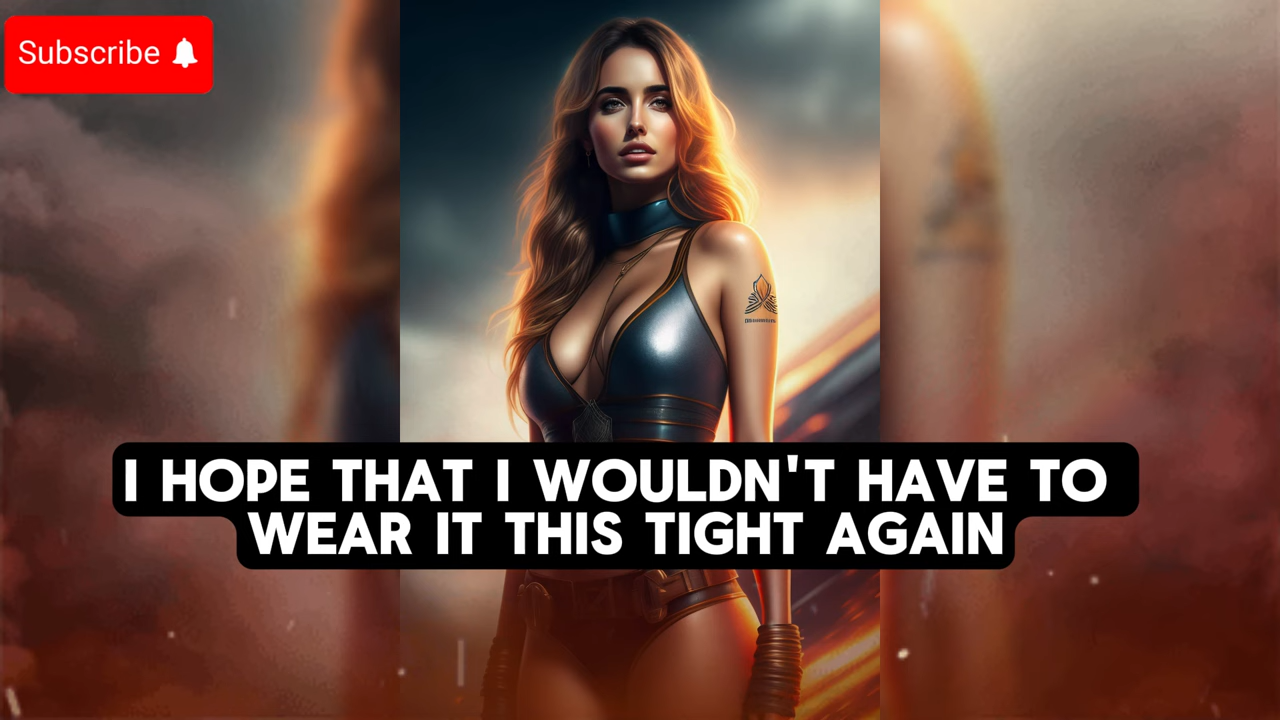 Subscribe
I HOPE THAT I WOULDN'T HAVE TO
WEAR IT THIS TIGHT AGAIN